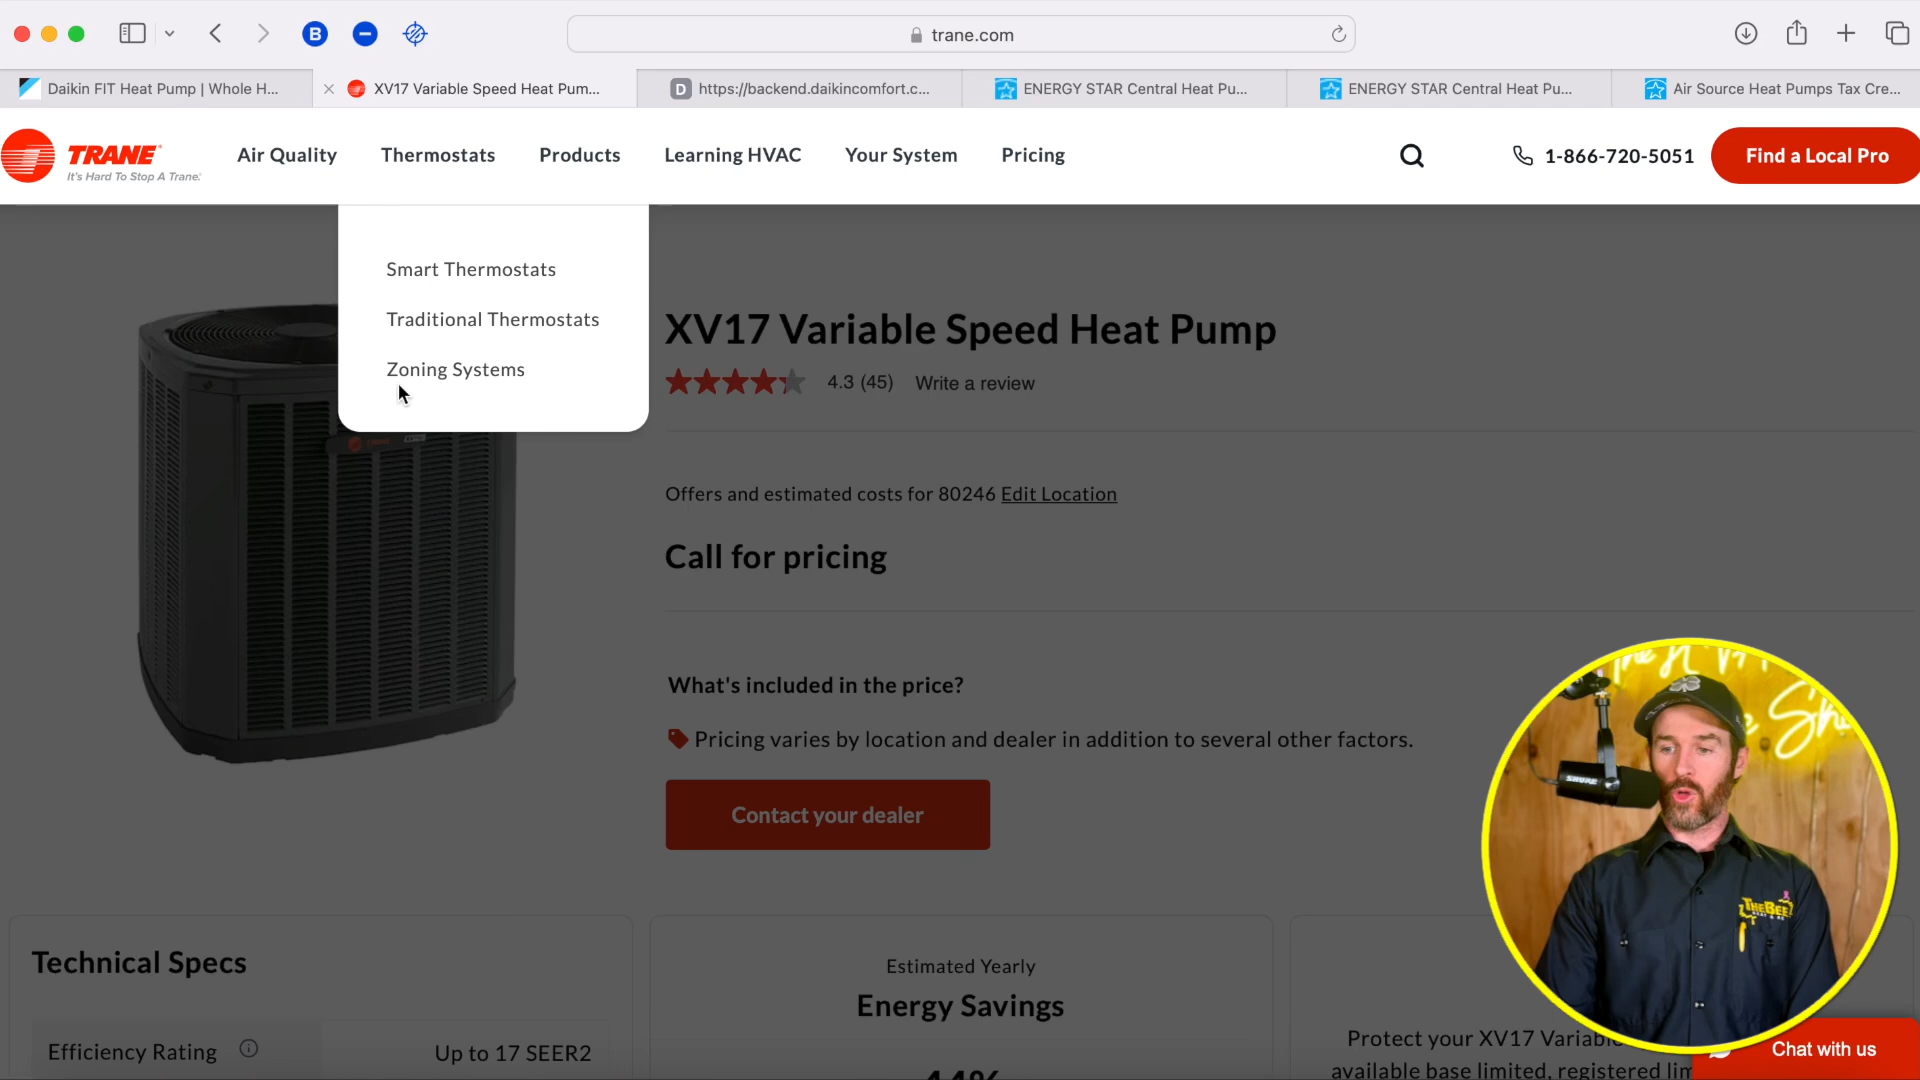 trane.com
Daikin FIT Heat Pump | Whole H...
XV17 Variable Speed Heat Pum...
D https://backend.daikincomfort.c...
ENERGY STAR Central Heat Pu...
ENERGY STAR Central Heat Pu...
Air Source Heat Pumps Tax Cre...
TRANE
It's Hard To Stop A Trane.
Air Quality
Thermostats
Products
Learning HVAC
Your System
Pricing
1-866-720-5051
Find a Local Pro
Smart Thermostats
Traditional Thermostats
Zoning Systems
XV17 Variable Speed Heat Pump
4.3 (45) Write a review
Offers and estimated costs for 80246 Edit Location
Call for pricing
What's included in the price?
Pricing varies by location and dealer in addition to several other factors.
Contact your dealer
SHURE
THE BEE
Technical Specs
Efficiency Rating
Up to 17 SEER2
Estimated Yearly
Energy Savings
Protect your XV17
available base limited, registered
Chat with us